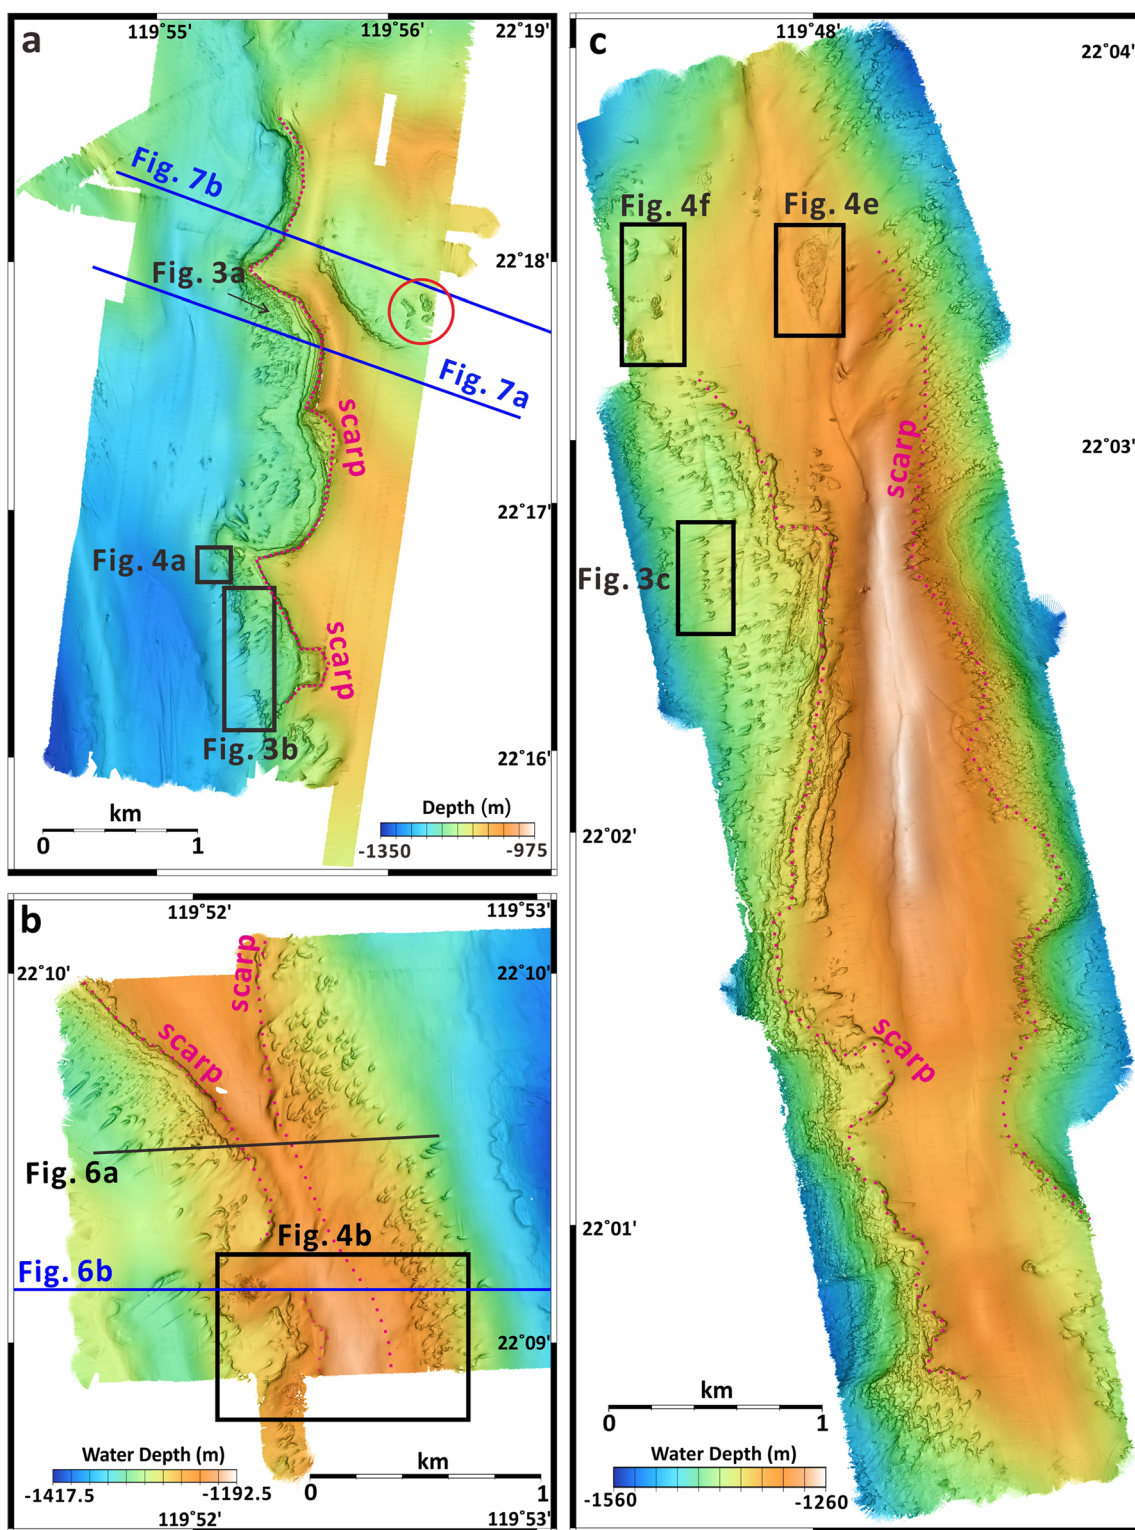 a
119°55'
119°56'
22°19'
Fig. 7b
22°18'
Fig. 3a
Fig. 7a
scarp
22°17'
Fig. 4a
scarp
Fig. 3b
22°16'
km
0
1
Depth (m)
-1350
-975
b
119°52'
119°53'
22°10'
scarp
22°10'
scarp
Fig. 6a
Fig. 4b
Fig. 6b
22°09'
Water Depth (m)
-1417.5
-1192.5
km
0
1
119°52'
119°53'
c
119°48'
22°04'
Fig. 4f
Fig. 4e
scarp
22°03'
Fig. 3c
22°02'
scarp
22°01'
km
0
1
Water Depth (m)
-1560
-1260